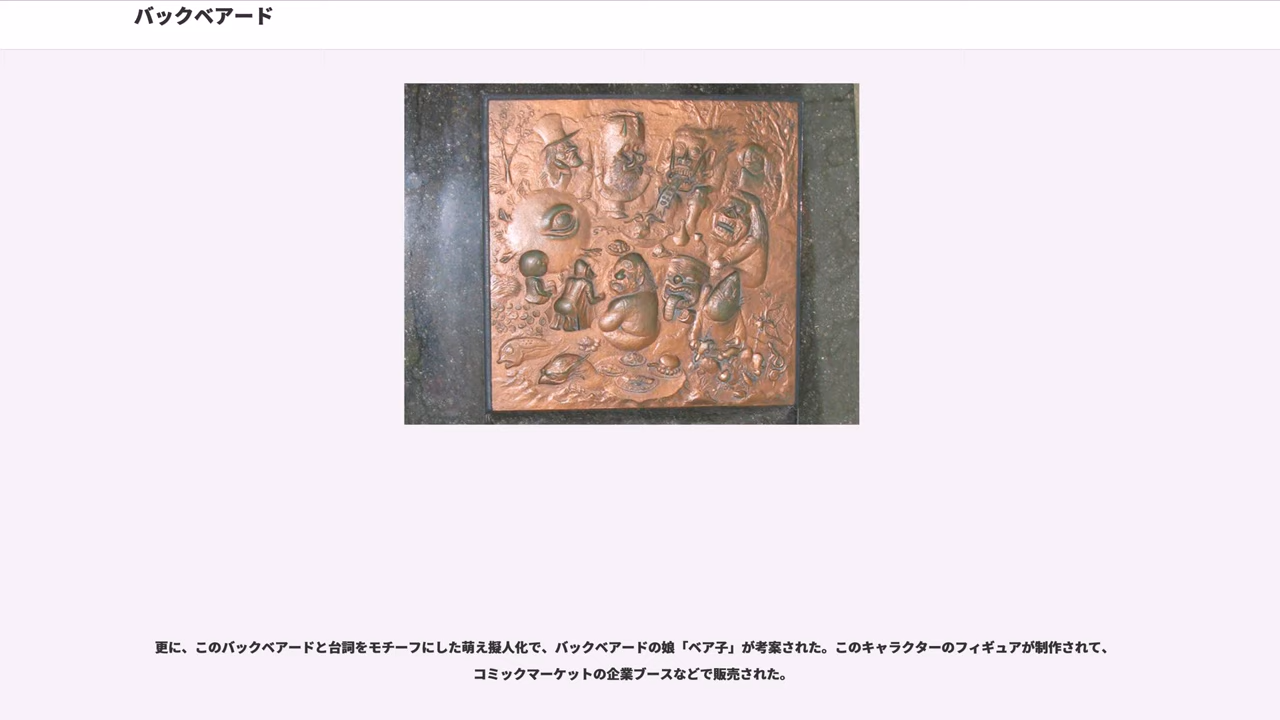 バックベアード
更に、このバックベアードと台詞をモチーフにした萌え擬人化で、バックベアードの娘「ベア子」が考案された。このキャラクターのフィギュアが制作されて、
コミックマーケットの企業ブースなどで販売された。